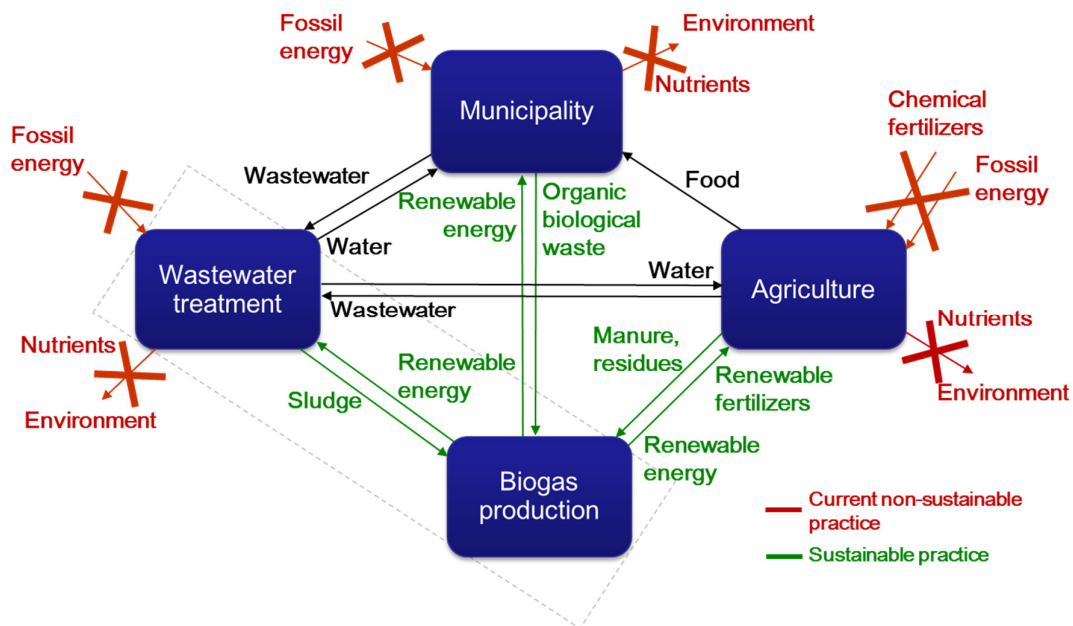 Fossil
energy
Environment
Nutrients
Municipality
Chemical
fertilizers
Fossil
energy
Fossil
energy
Wastewater
Food
Renewable
energy
Organic
biological
waste
Water
Wastewater
treatment
Water
Agriculture
Wastewater
Nutrients
Environment
Nutrients
Environment
Manure,
residues
Renewable
energy
Sludge
Renewable
fertilizers
Renewable
energy
Biogas
production
Current non-sustainable
practice
Sustainable practice